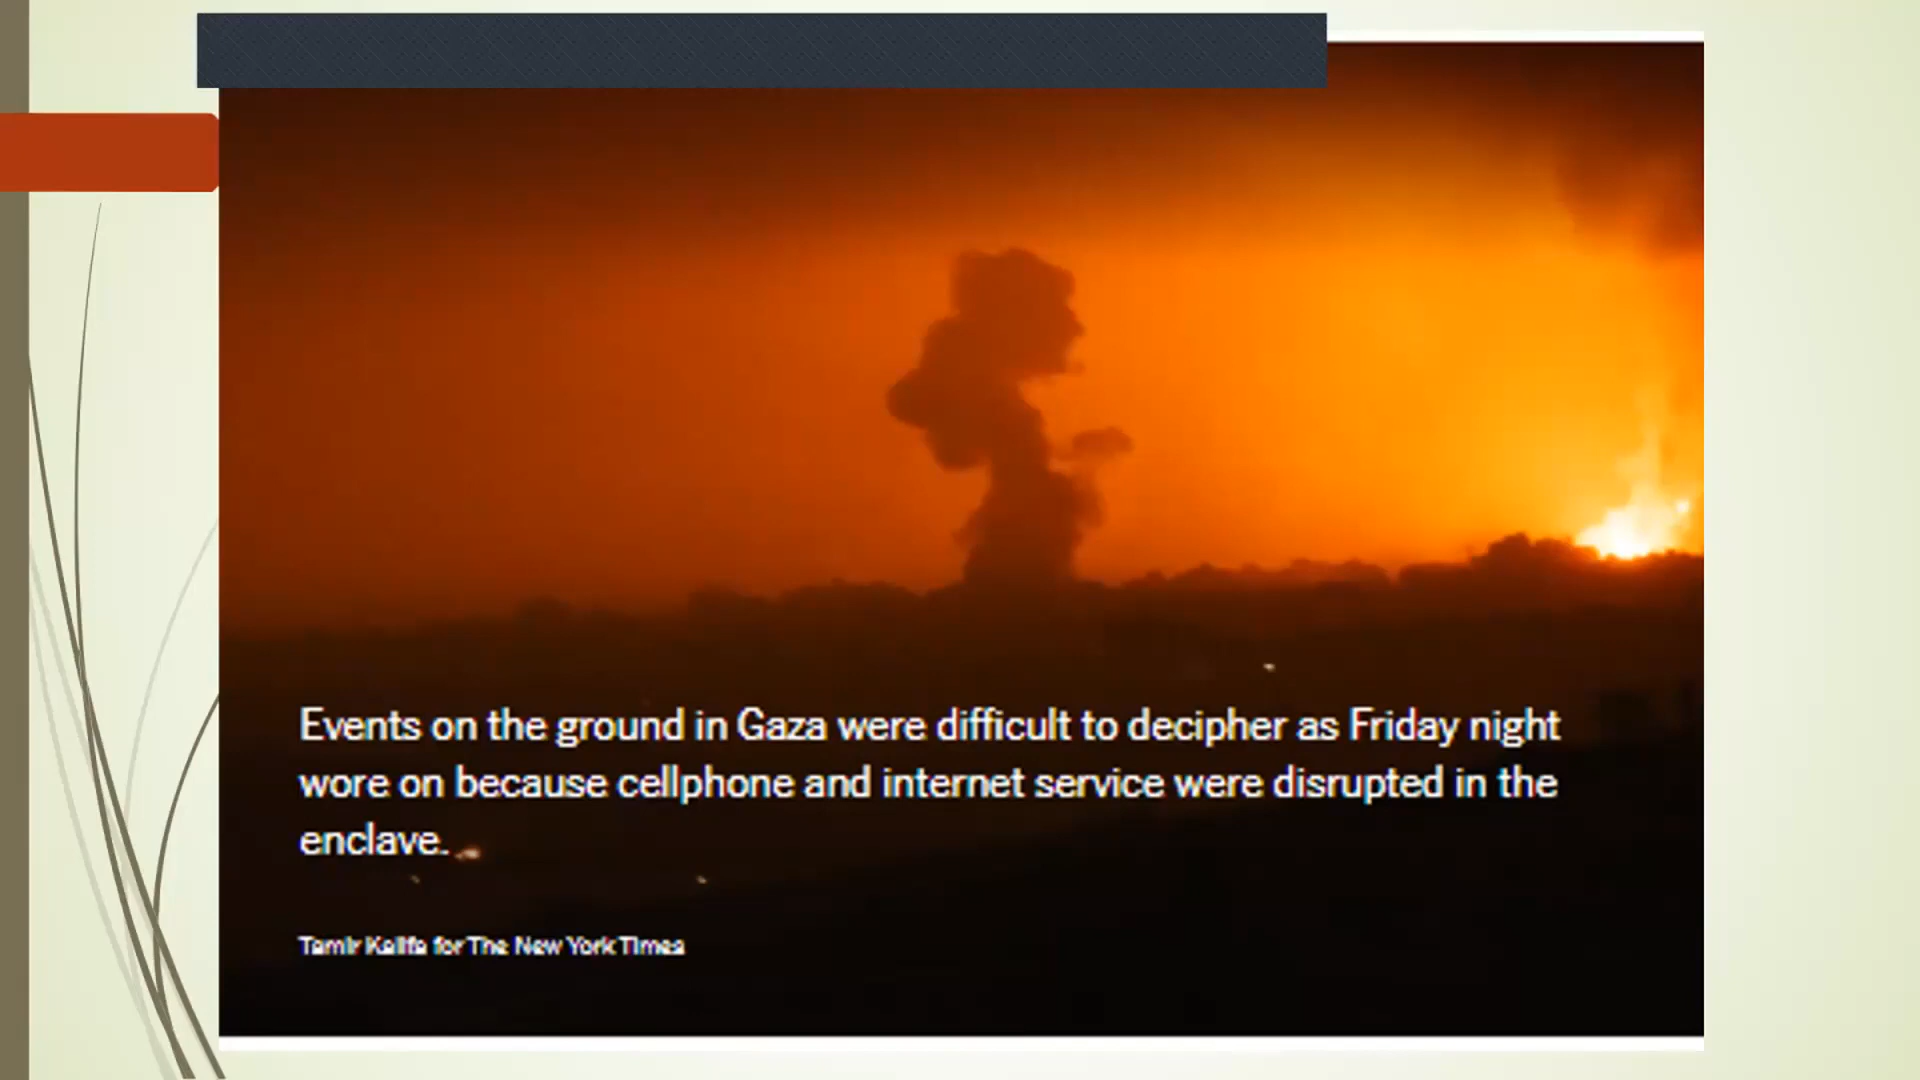 Events on the ground in Gaza were difficult to decipher as Friday night
wore on because cellphone and internet service were disrupted in the
enclave.
Tamir Kalifa for The New York Times